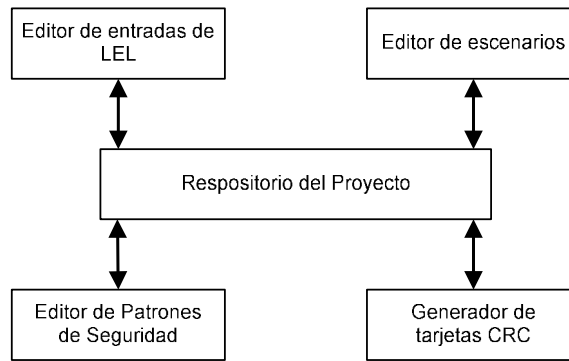 Editor de entradas de
LEL
Editor de escenarios
Respositorio del Proyecto
Editor de Patrones
de Seguridad
Generador de
tarjetas CRC